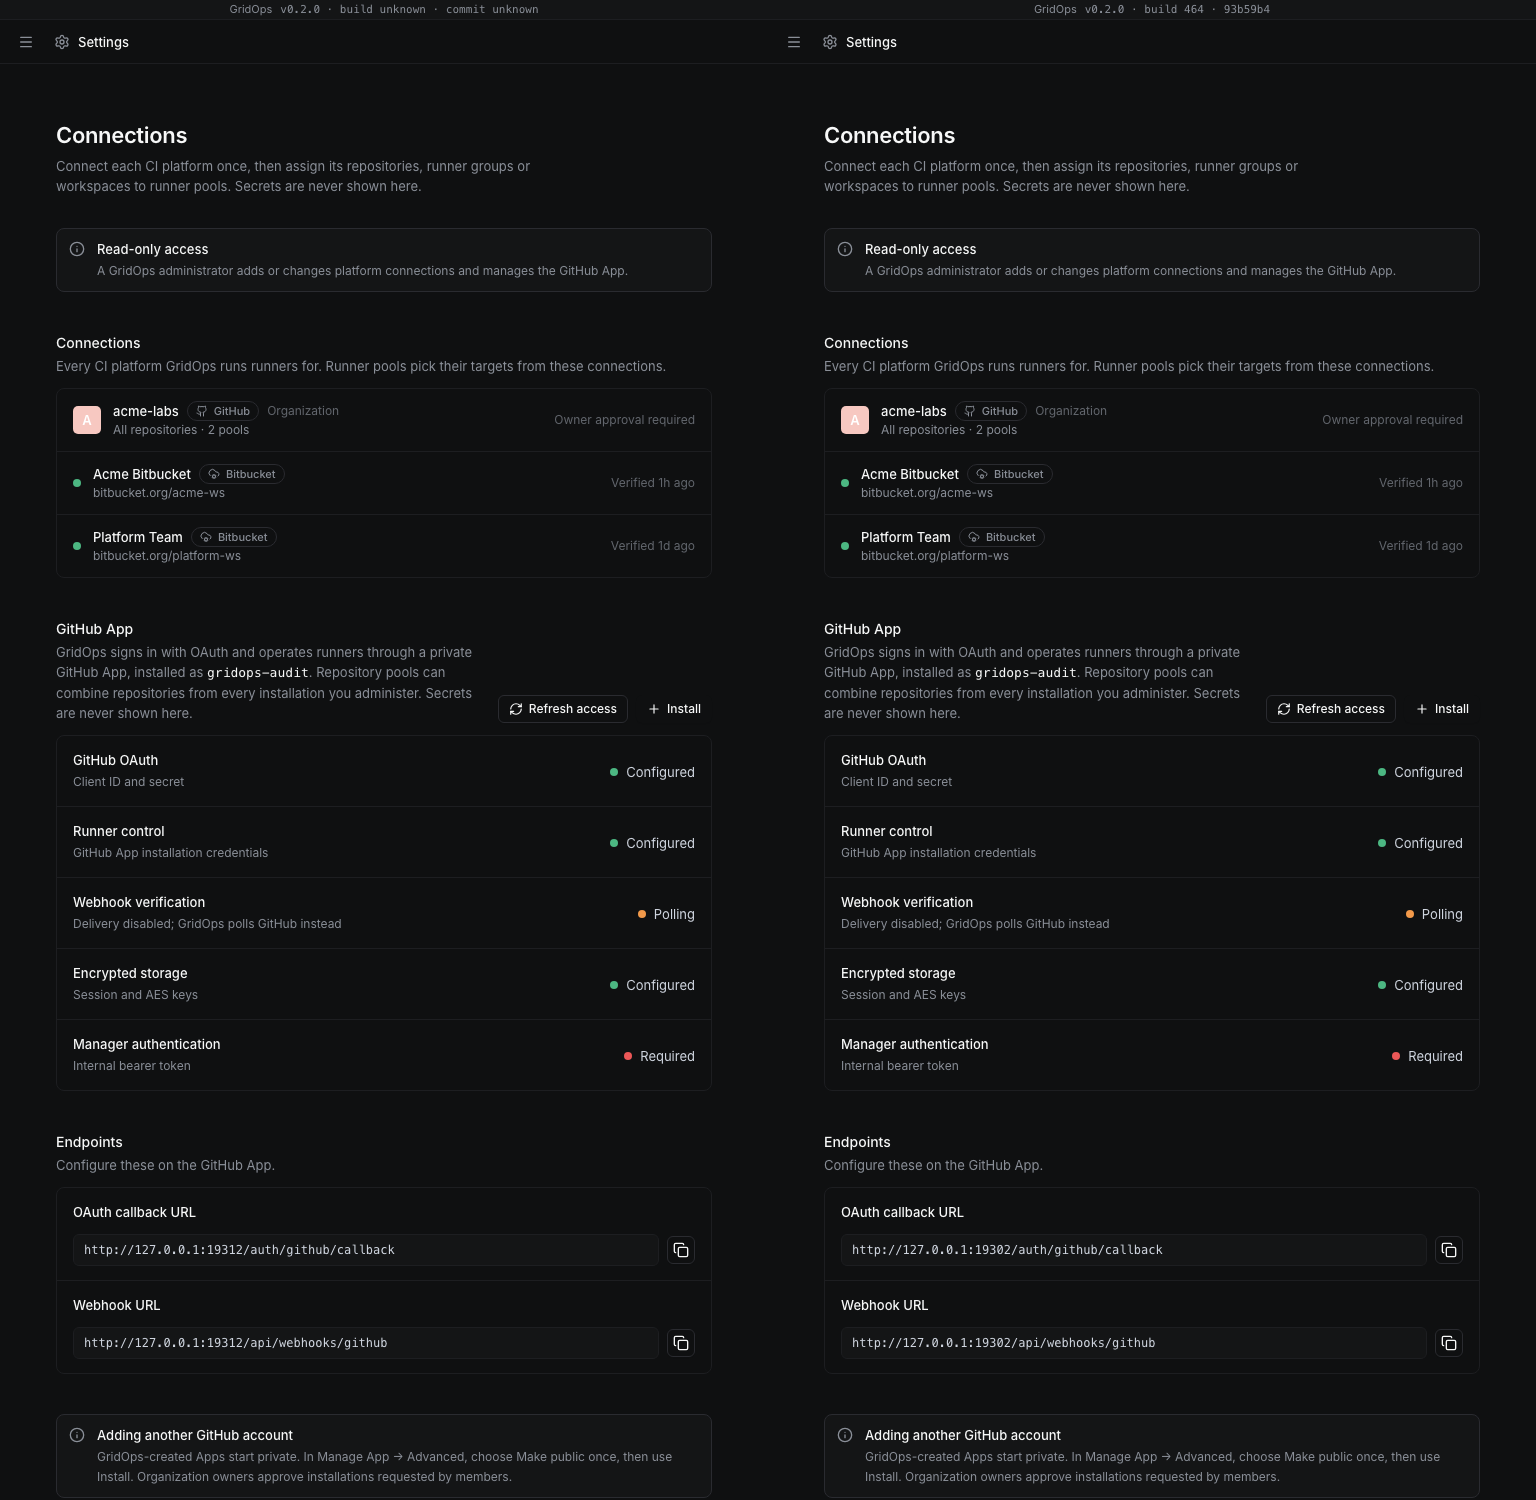 GridOps v0.2.0 · build unknown · commit unknown
Settings
Connections
Connect each CI platform once, then assign its repositories, runner groups or
workspaces to runner pools. Secrets are never shown here.
Read-only access
A GridOps administrator adds or changes platform connections and manages the GitHub App.
Connections
Every CI platform GridOps runs runners for. Runner pools pick their targets from these connections.
A
acme-labs GitHub Organization
All repositories · 2 pools
Owner approval required
Acme Bitbucket Bitbucket
bitbucket.org/acme-ws
Verified 1h ago
Platform Team Bitbucket
bitbucket.org/platform-ws
Verified 1d ago
GitHub App
GridOps signs in with OAuth and operates runners through a private
GitHub App, installed as gridops-audit. Repository pools can
combine repositories from every installation you administer. Secrets
are never shown here.
Refresh access
Install
GitHub OAuth
Client ID and secret
Configured
Runner control
GitHub App installation credentials
Configured
Webhook verification
Delivery disabled; GridOps polls GitHub instead
Polling
Encrypted storage
Session and AES keys
Configured
Manager authentication
Internal bearer token
Required
Endpoints
Configure these on the GitHub App.
OAuth callback URL
http://127.0.0.1:19312/auth/github/callback
Webhook URL
http://127.0.0.1:19312/api/webhooks/github
Adding another GitHub account
GridOps-created Apps start private. In Manage App → Advanced, choose Make public once, then use
Install. Organization owners approve installations requested by members.
GridOps v0.2.0 · build 464 · 93b59b4
Settings
Connections
Connect each CI platform once, then assign its repositories, runner groups or
workspaces to runner pools. Secrets are never shown here.
Read-only access
A GridOps administrator adds or changes platform connections and manages the GitHub App.
Connections
Every CI platform GridOps runs runners for. Runner pools pick their targets from these connections.
A
acme-labs GitHub Organization
All repositories · 2 pools
Owner approval required
Acme Bitbucket Bitbucket
bitbucket.org/acme-ws
Verified 1h ago
Platform Team Bitbucket
bitbucket.org/platform-ws
Verified 1d ago
GitHub App
GridOps signs in with OAuth and operates runners through a private
GitHub App, installed as gridops-audit. Repository pools can
combine repositories from every installation you administer. Secrets
are never shown here.
Refresh access
Install
GitHub OAuth
Client ID and secret
Configured
Runner control
GitHub App installation credentials
Configured
Webhook verification
Delivery disabled; GridOps polls GitHub instead
Polling
Encrypted storage
Session and AES keys
Configured
Manager authentication
Internal bearer token
Required
Endpoints
Configure these on the GitHub App.
OAuth callback URL
http://127.0.0.1:19302/auth/github/callback
Webhook URL
http://127.0.0.1:19302/api/webhooks/github
Adding another GitHub account
GridOps-created Apps start private. In Manage App → Advanced, choose Make public once, then use
Install. Organization owners approve installations requested by members.